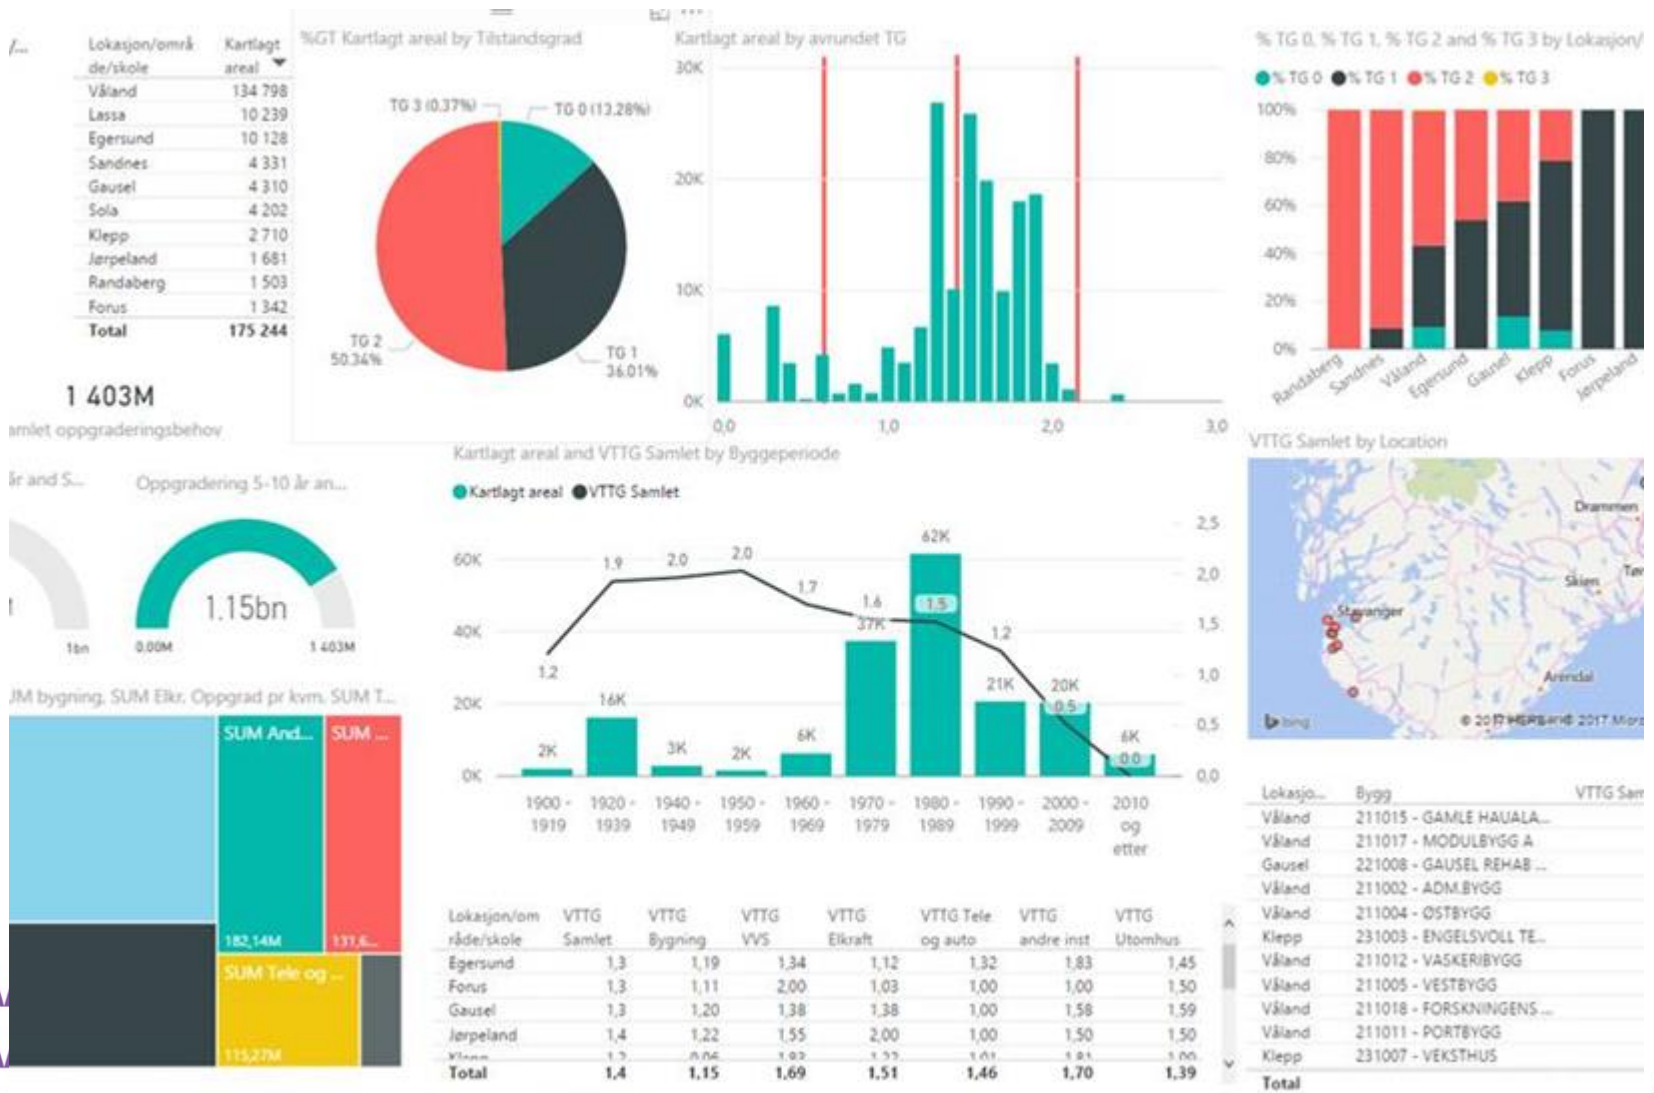 Lokasjon/områ
de/skole
Kartlagt
areal
Våland 134 798
Lassa 10 239
Egersund 10 128
Sandnes 4 331
Gausel 4 310
Sola 4 202
Klepp 2 710
Jørpeland 1 681
Randaberg 1 503
Forus 1 342
Total 175 244
1 403M
amlet oppgraderingsbehov
%GT Kartlagt areal by Tilstandsgrad
TG 3 (0.37%)
TG 0 (13.28%)
TG 2
50.34%
TG 1
36.01%
Kartlagt areal by avrundet TG
30K
20K
10K
0K
0,0 1,0 2,0 3,0
% TG 0, % TG 1, % TG 2 and % TG 3 by Lokasjon/
% TG 0 % TG 1 % TG 2 % TG 3
100%
80%
60%
40%
20%
0%
Randaberg Sandnes Våland Egersund Gausel Klepp Forus Jørpeland
år and S...
1bn
Oppgradering 5-10 år an...
1.15bn
0.00M 1 403M
Kartlagt areal and VTTG Samlet by Byggeperiode
Kartlagt areal VTTG Samlet
60K
40K
20K
0K
2,5
2,0
1,5
1,0
0,5
0,0
1.2 1.9 2.0 2.0 1.7 1.6 1.5 1.2 0.5 0.0
2K 16K 3K 2K 6K 37K 62K 21K 20K 6K
1900 - 1920 - 1940 - 1950 - 1960 - 1970 - 1980 - 1990 - 2000 - 2010
1919 1939 1949 1959 1969 1979 1989 1999 2009 og
etter
VTTG Samlet by Location
Drammen
Skien
Stavanger
Arendal
bing
UM bygning, SUM Elkr. Oppgrad pr kvm, SUM T...
SUM And...
182,14M
SUM ...
131,6...
SUM Tele og ...
115,27M
Lokasjon/om VTTG VTTG VTTG VTTG VTTG Tele VTTG VTTG
råde/skole Samlet Bygning VVS Elkraft og auto andre inst Utomhus
Egersund 1,3 1,19 1,34 1,12 1,32 1,83 1,45
Forus 1,3 1,11 2,00 1,03 1,00 1,00 1,50
Gausel 1,3 1,20 1,38 1,38 1,00 1,58 1,59
Jørpeland 1,4 1,22 1,55 2,00 1,00 1,50 1,50
Total 1,4 1,15 1,69 1,51 1,46 1,70 1,39
Lokasjo... Bygg VTTG Sam
Våland 211015 - GAMLE HAUALA...
Våland 211017 - MODULBYGG A
Gausel 221008 - GAUSEL REHAB ...
Våland 211002 - ADM.BYGG
Våland 211004 - ØSTBYGG
Klepp 231003 - ENGELSVOLL TE...
Våland 211012 - VASKERIBYGG
Våland 211005 - VESTBYGG
Våland 211018 - FORSKNINGENS ...
Våland 211011 - PORTBYGG
Klepp 231007 - VEKSTHUS
Total